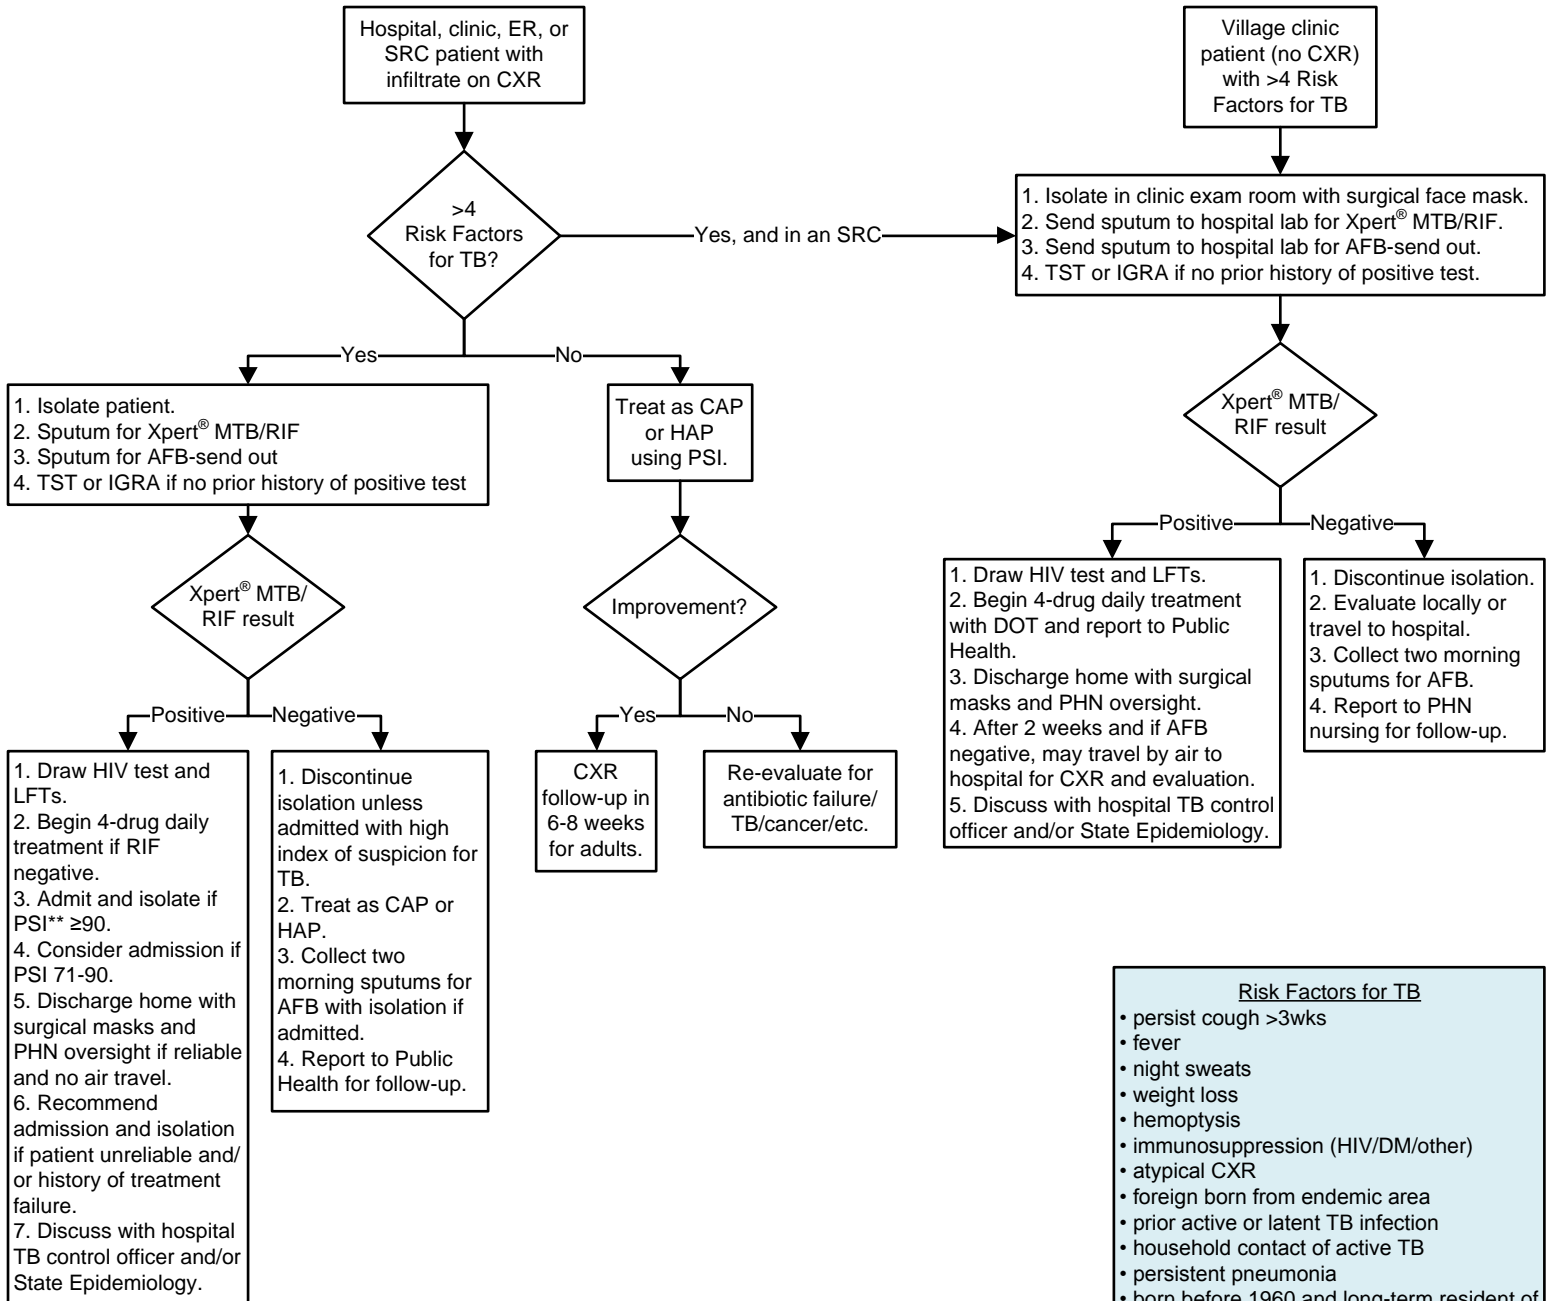 Hospital, clinic, ER, or
SRC patient with
infiltrate on CXR
Village clinic
patient (no CXR)
with >4 Risk
Factors for TB
>4
Risk Factors
for TB?
Yes, and in an SRC
1. Isolate in clinic exam room with surgical face mask.
2. Send sputum to hospital lab for Xpert® MTB/RIF.
3. Send sputum to hospital lab for AFB-send out.
4. TST or IGRA if no prior history of positive test.
Yes
No
1. Isolate patient.
2. Sputum for Xpert® MTB/RIF
3. Sputum for AFB-send out
4. TST or IGRA if no prior history of positive test
Treat as CAP
or HAP
using PSI.
Xpert® MTB/
RIF result
Positive
Negative
Xpert® MTB/
RIF result
Improvement?
1. Draw HIV test and LFTs.
2. Begin 4-drug daily treatment
with DOT and report to Public
Health.
3. Discharge home with surgical
masks and PHN oversight.
4. After 2 weeks and if AFB
negative, may travel by air to
hospital for CXR and evaluation.
5. Discuss with hospital TB control
officer and/or State Epidemiology.
1. Discontinue isolation.
2. Evaluate locally or
travel to hospital.
3. Collect two morning
sputums for AFB.
4. Report to PHN
nursing for follow-up.
Positive
Negative
Yes
No
1. Draw HIV test and
LFTs.
2. Begin 4-drug daily
treatment if RIF
negative.
3. Admit and isolate if
PSI** ≥90.
4. Consider admission if
PSI 71-90.
5. Discharge home with
surgical masks and
PHN oversight if reliable
and no air travel.
6. Recommend
admission and isolation
if patient unreliable and/
or history of treatment
failure.
7. Discuss with hospital
TB control officer and/or
State Epidemiology.
1. Discontinue
isolation unless
admitted with high
index of suspicion for
TB.
2. Treat as CAP or
HAP.
3. Collect two
morning sputums for
AFB with isolation if
admitted.
4. Report to Public
Health for follow-up.
CXR
follow-up in
6-8 weeks
for adults.
Re-evaluate for
antibiotic failure/
TB/cancer/etc.
Risk Factors for TB
• persist cough >3wks
• fever
• night sweats
• weight loss
• hemoptysis
• immunosuppression (HIV/DM/other)
• atypical CXR
• foreign born from endemic area
• prior active or latent TB infection
• household contact of active TB
• persistent pneumonia
• born before 1960 and long-term resident of